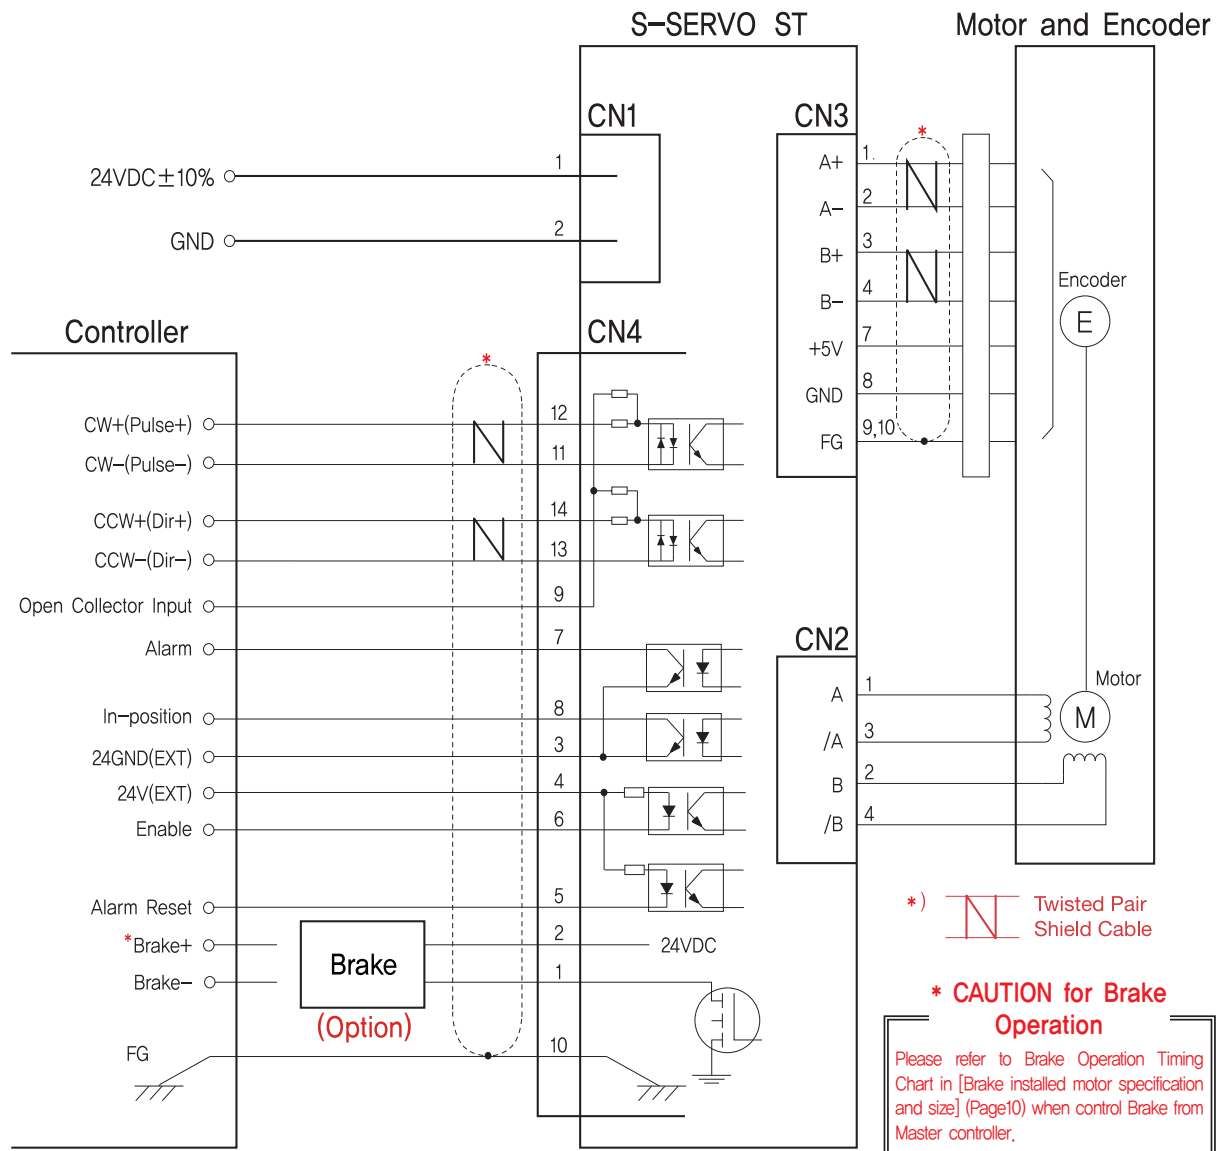 S-SERVO ST
Motor and Encoder
CN1
24VDC±10%
1
GND
2
CN3
*
A+
1
A-
2
B+
3
B-
4
+5V
7
GND
8
FG
9,10
Encoder
E
Controller
*
CN4
CW+(Pulse+)
12
CW-(Pulse-)
11
CCW+(Dir+)
14
CCW-(Dir-)
13
Open Collector Input
9
Alarm
7
In-position
8
24GND(EXT)
3
24V(EXT)
4
Enable
6
Alarm Reset
5
*Brake+
2
24VDC
Brake-
1
Brake
(Option)
FG
10
CN2
A
1
/A
3
B
2
/B
4
Motor
M
*)
Twisted Pair
Shield Cable
* CAUTION for Brake
Operation
Please refer to Brake Operation Timing
Chart in [Brake installed motor specification
and size] (Page10) when control Brake from
Master controller.